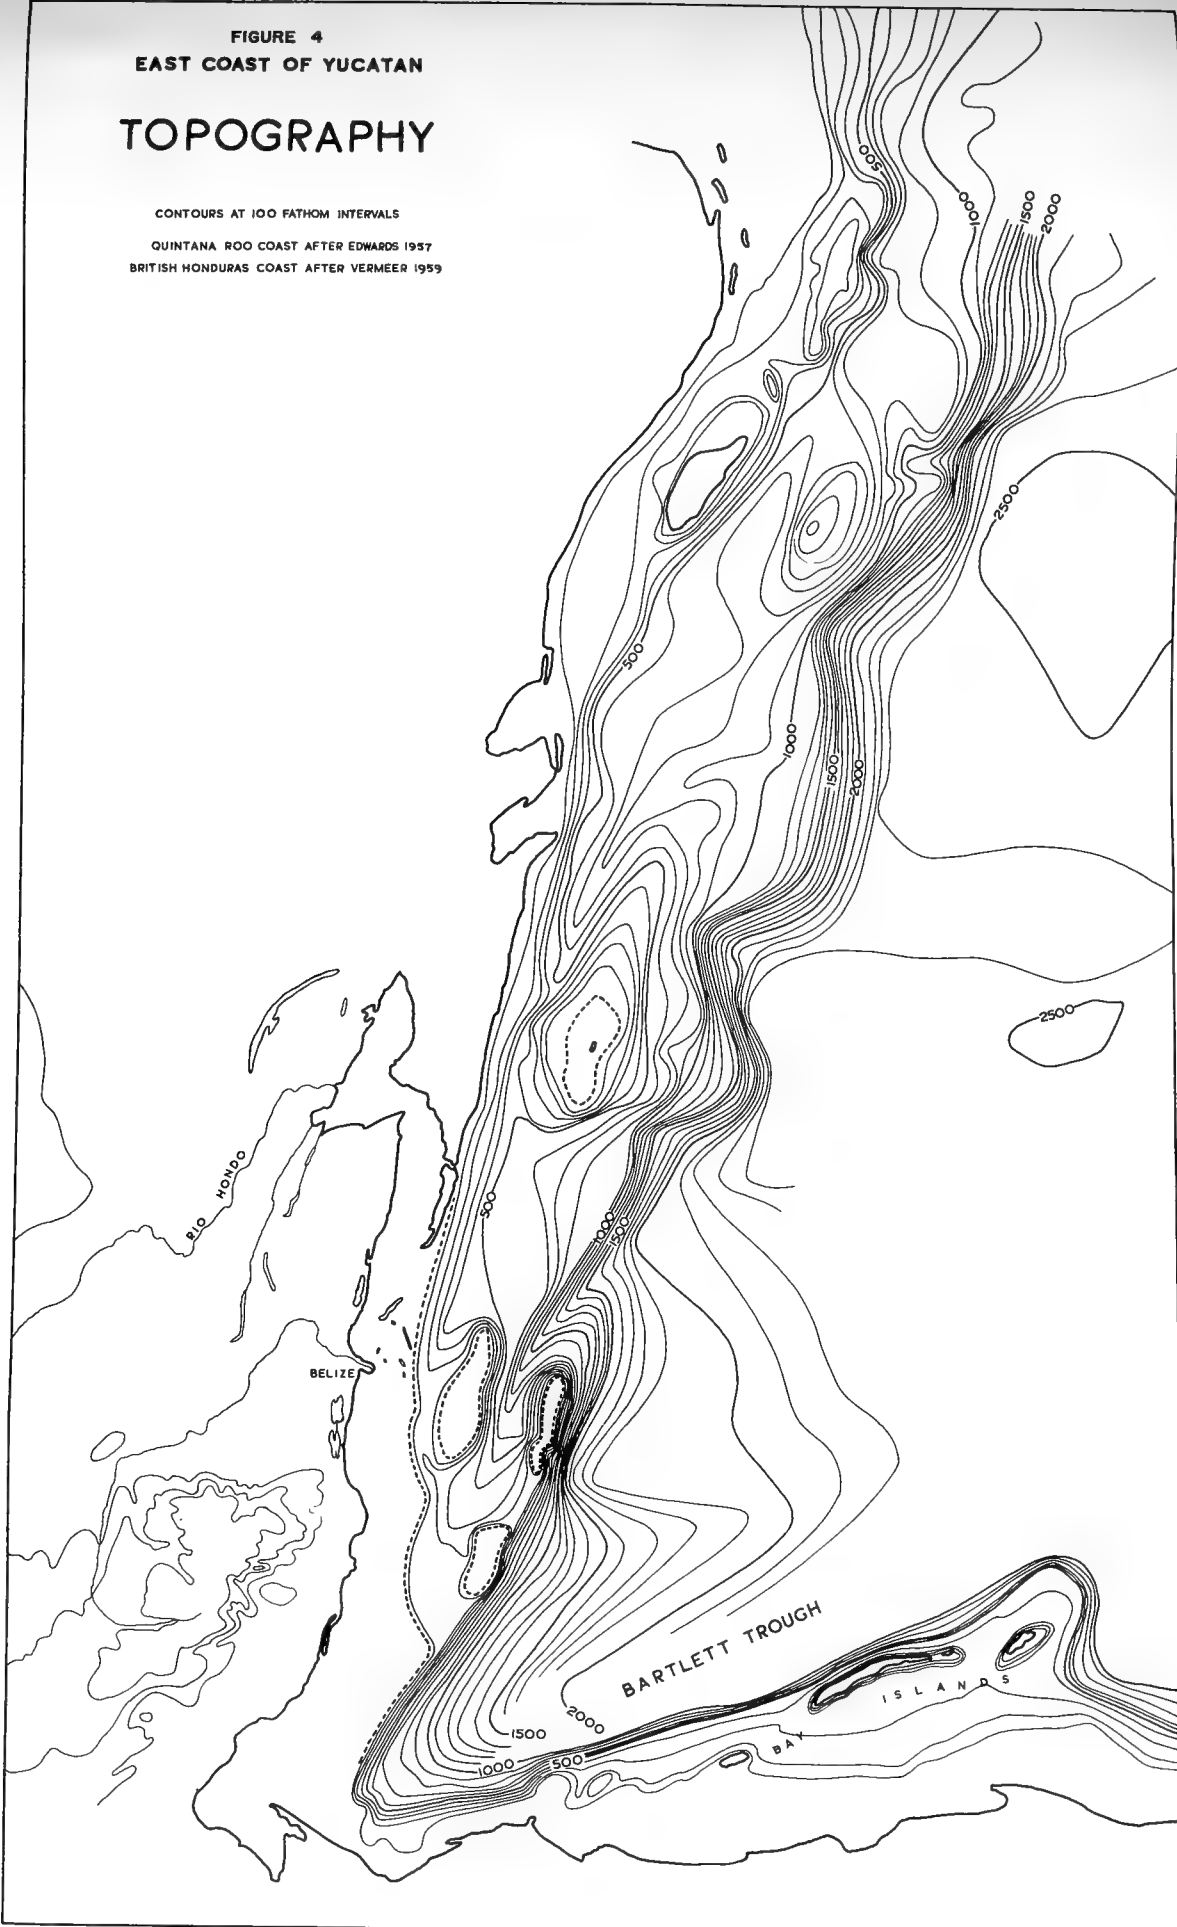 FIGURE 4
EAST COAST OF YUCATAN
TOPOGRAPHY
CONTOURS AT 100 FATHOM INTERVALS
QUINTANA ROO COAST AFTER EDWARDS 1957
BRITISH HONDURAS COAST AFTER VERMEER 1959
500
1000
1500
2000
2500
500
1000
1500
2000
2500
RIO HONDO
500
1000
1500
BELIZE
BARTLETT TROUGH
BAY ISLANDS
2000
1500
1000
500